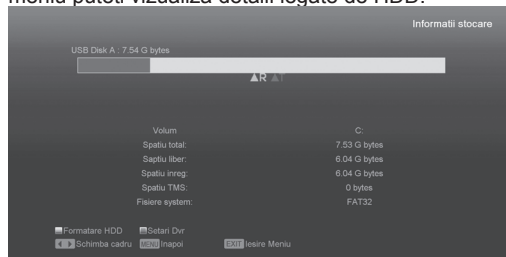 meniu puteti vizualiza detalii legate de HDD.
Informatii stocare
USB Disk A : 7.54 G bytes
▲R ▲T
Volum C:
Spatiu total: 7.53 G bytes
Saptiu liber: 6.04 G bytes
Spatiu inreg: 6.04 G bytes
Spatiu TMS: 0 bytes
Fisiere system: FAT32
Formatare HDD Setari Dvr
◀▶ Schimba cadru MENU Inapoi EXIT Iesire Meniu